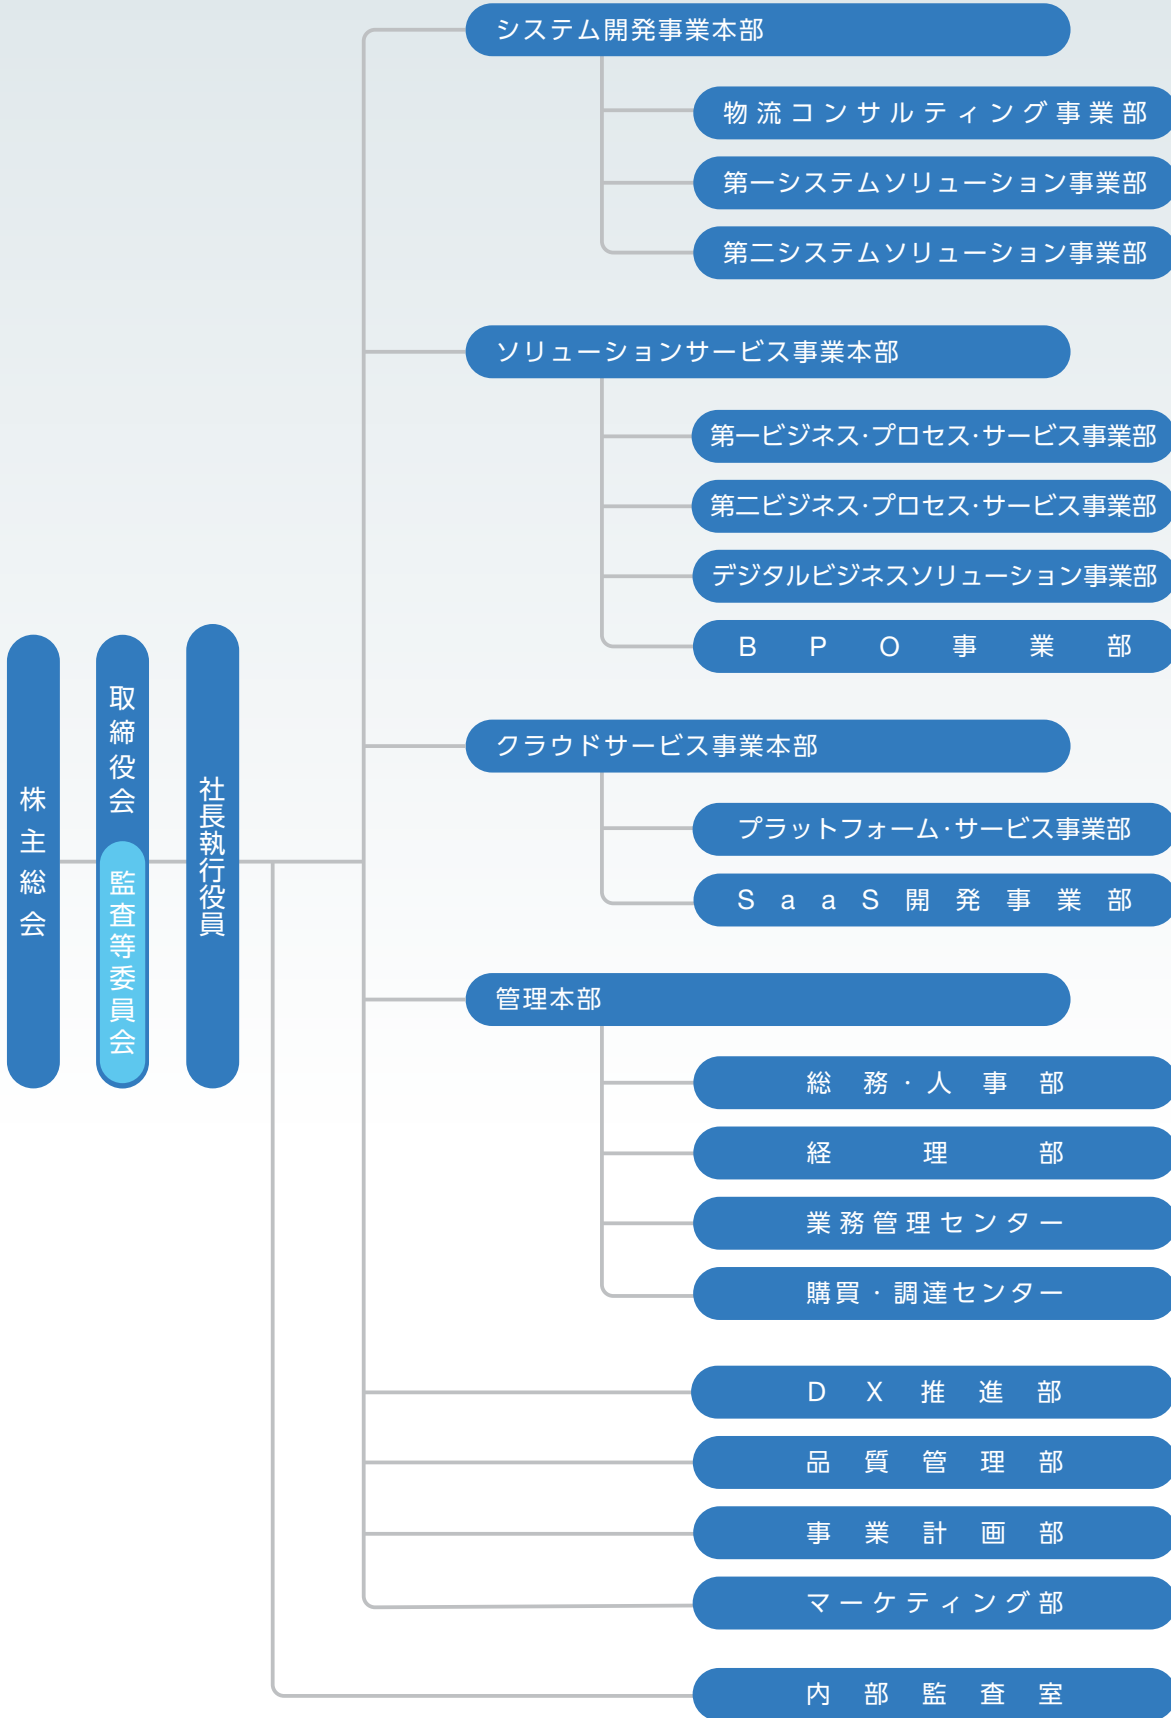 株主総会
取締役会
監査等委員会
社長執行役員
システム開発事業本部
物流コンサルティング事業部
第一システムソリューション事業部
第二システムソリューション事業部
ソリューションサービス事業本部
第一ビジネス・プロセス・サービス事業部
第二ビジネス・プロセス・サービス事業部
デジタルビジネスソリューション事業部
BPO事業部
クラウドサービス事業本部
プラットフォーム・サービス事業部
SaaS開発事業部
管理本部
総務・人事部
経理部
業務管理センター
購買・調達センター
DX推進部
品質管理部
事業計画部
マーケティング部
内部監査室